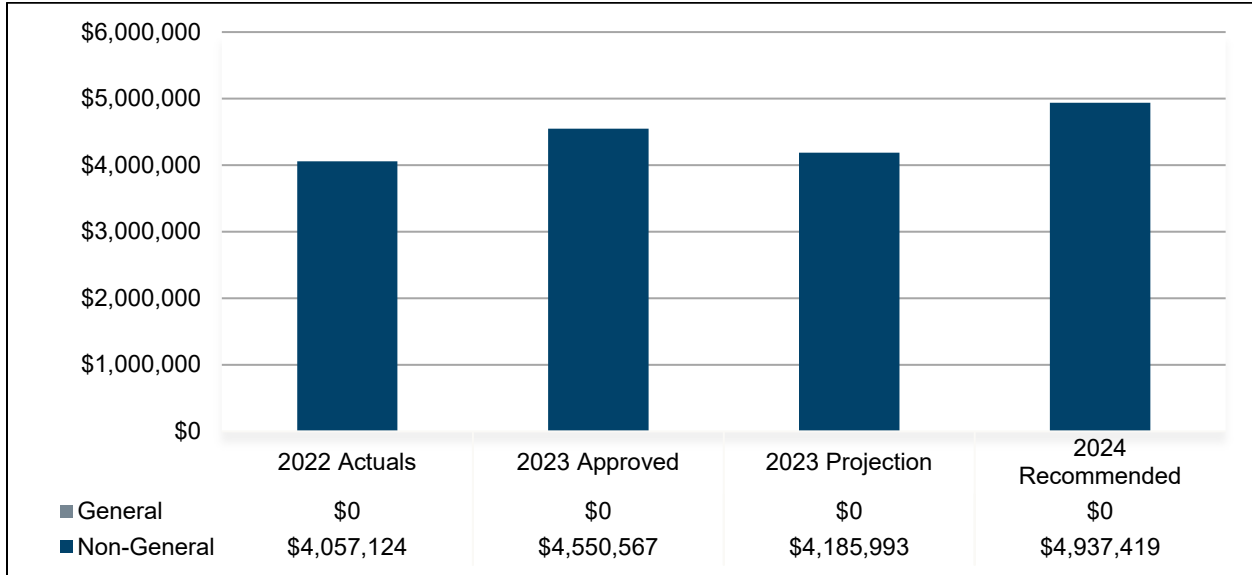 $6,000,000
$5,000,000
$4,000,000
$3,000,000
$2,000,000
$1,000,000
$0
2022 Actuals 2023 Approved 2023 Projection 2024
Recommended
General $0 $0 $0 $0
Non-General $4,057,124 $4,550,567 $4,185,993 $4,937,419